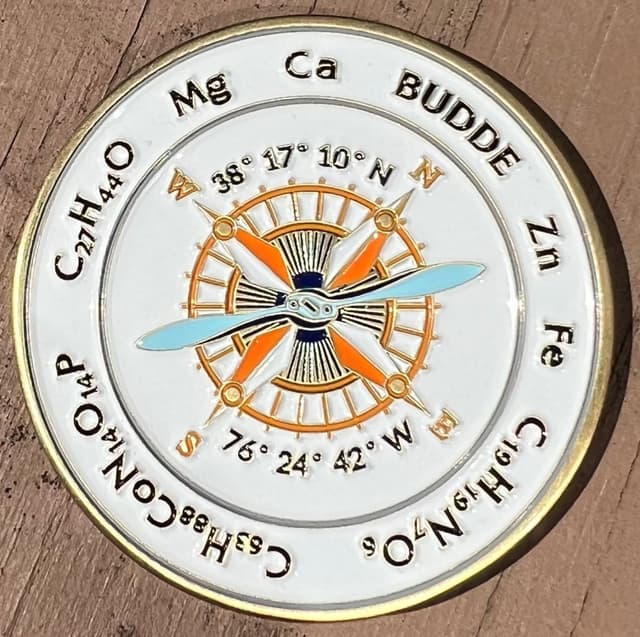 Mg Ca BUDDE Zn Fe C₁₉H₁₉N₇O₆ C₆₃H₈₈CoN₁₄O₁₄P C₂₇H₄₄O
38° 17' 10° N
W N
S E
76° 24° 42° W